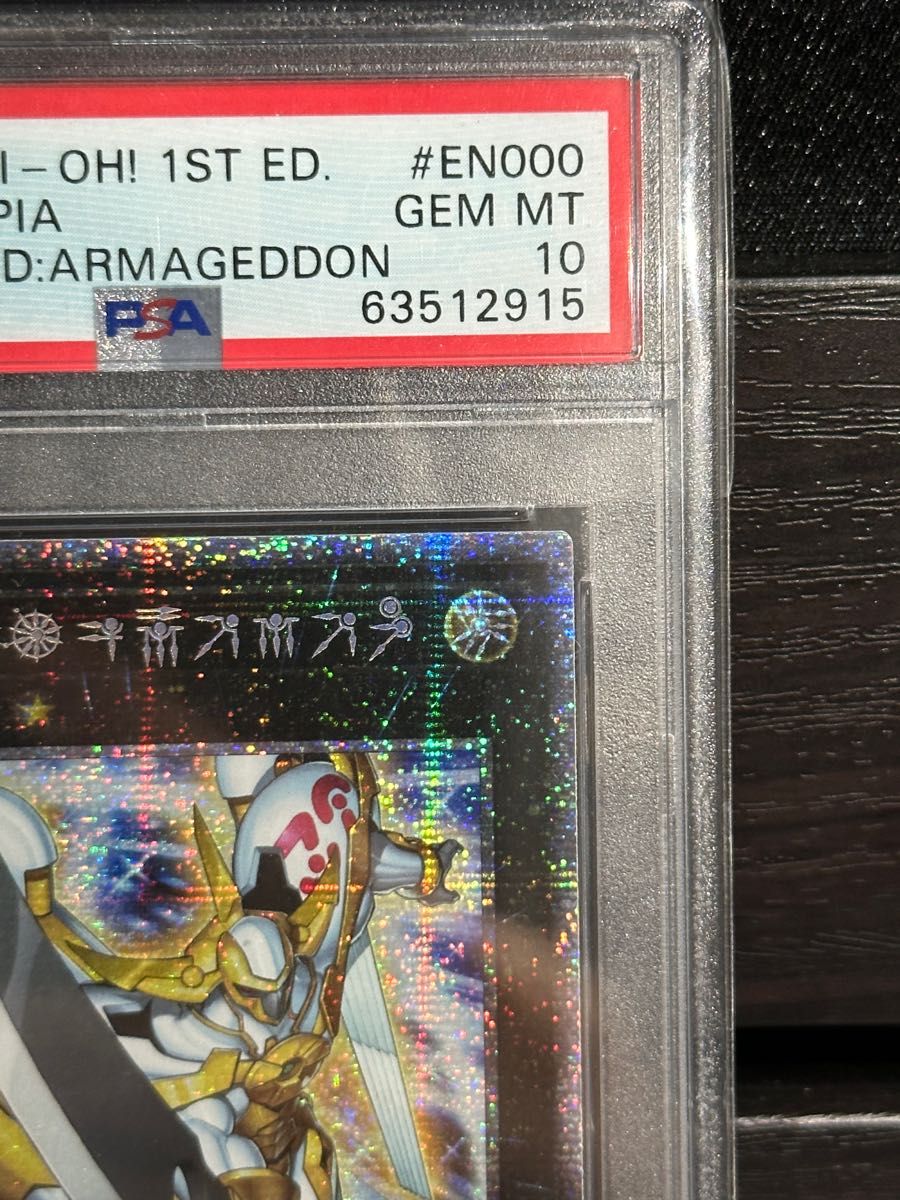 I-OH! 1ST ED. #EN000
PIA GEM MT
D:ARMAGEDDON 10
PSA 63512915